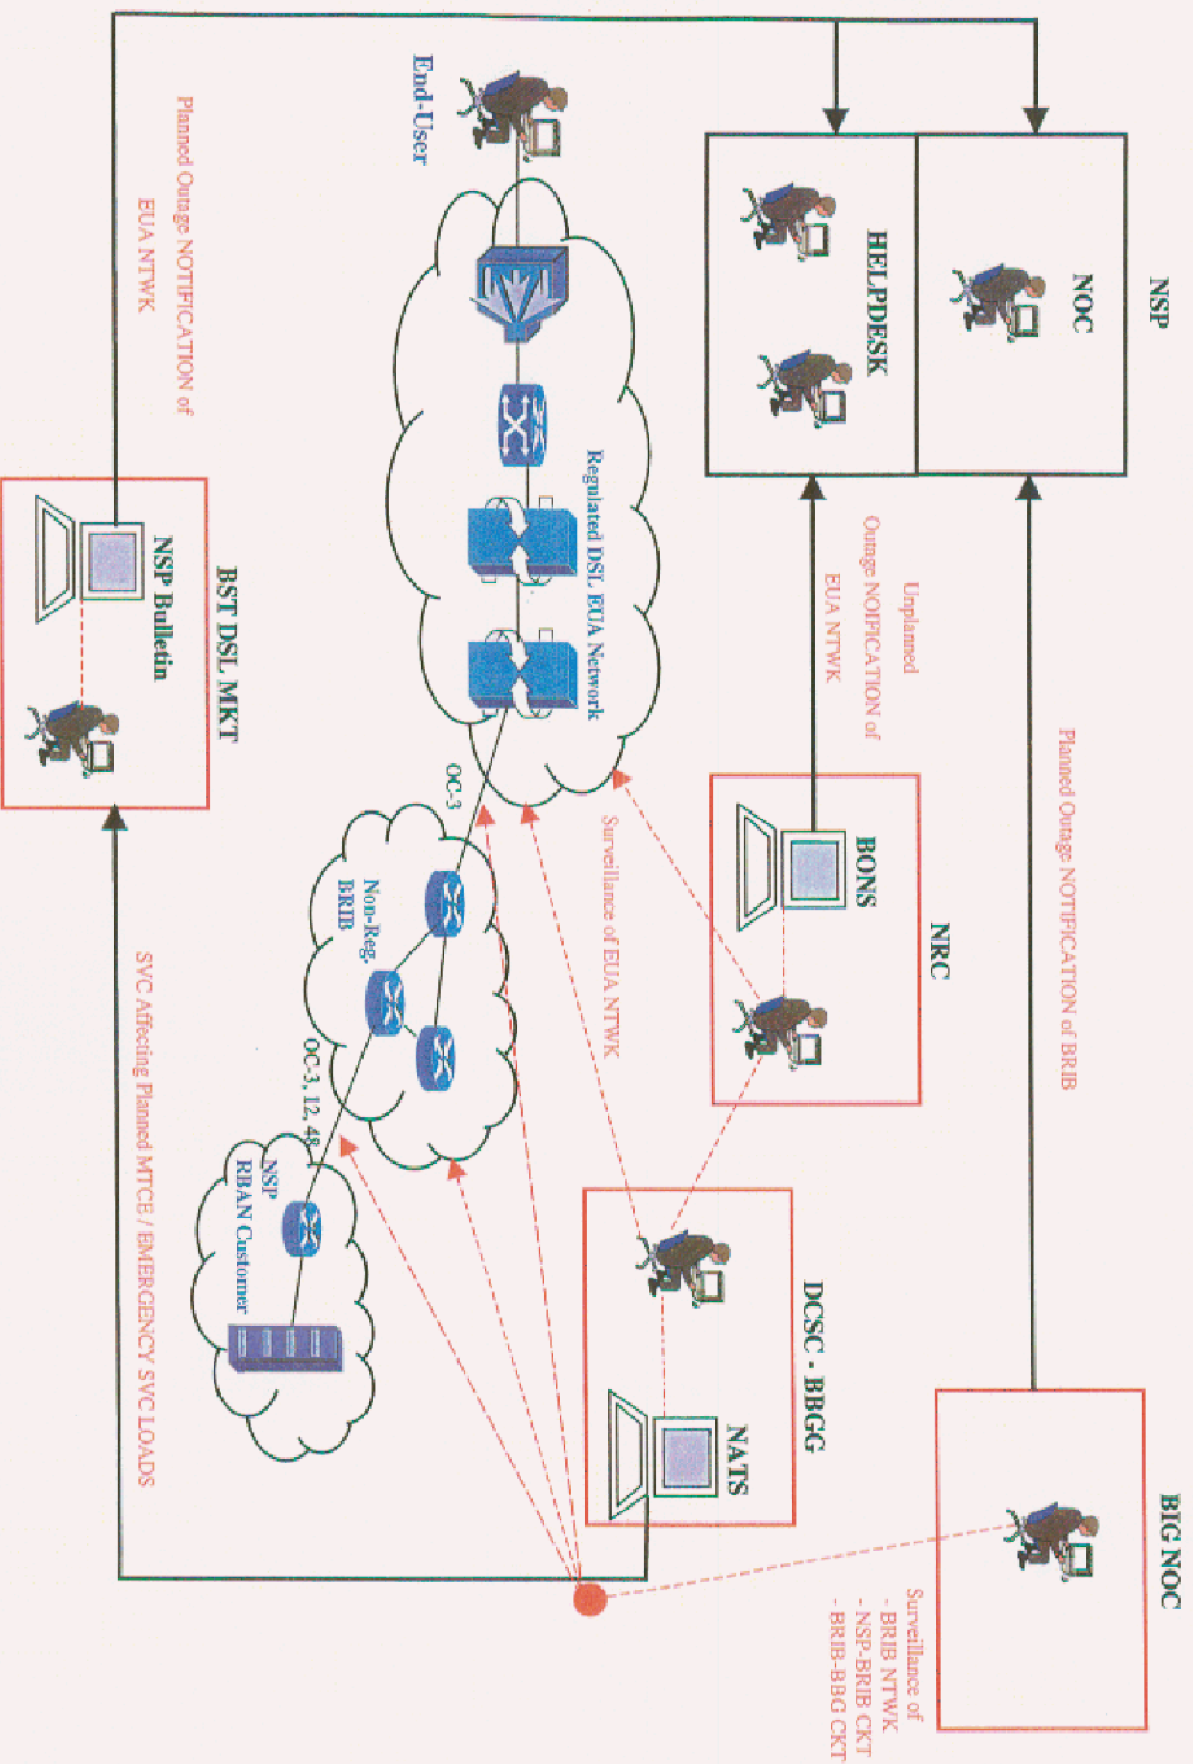 NSP
NOC
HELPDESK
End-User
Planned Outage NOTIFICATION of
EUA NTWK
Regulated DSL EUA Network
Unplanned
Outage NOIFICATION of
EUA NTWK
Planned Outage NOTIFICATION of BRIB
BST DSL MKT
NSP Bulletin
NRC
BONS
Surveillance of EUA NTWK
OC-3
Non-Reg.
BRIB
OC-3, 12, 48
NSP
RBAN Customer
SVC Affecting Planned MTCE / EMERGENCY SVC LOADS
DCSC - BBGG
NATS
BIG NOC
Surveillance of
- BRIB NTWK
- NSP-BRIB CKT
- BRIB-BBG CKT